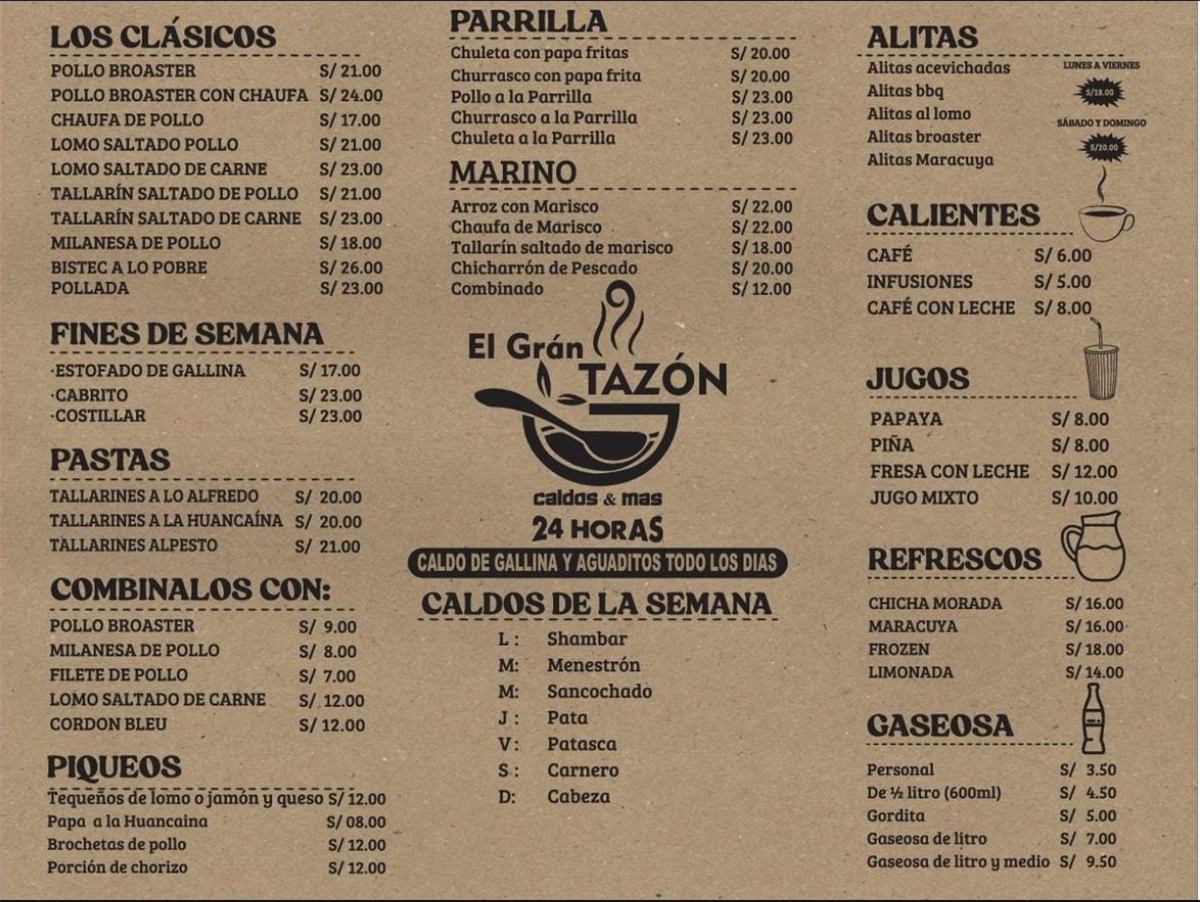 LOS CLÁSICOS
POLLO BROASTER S/ 21.00
POLLO BROASTER CON CHAUFA S/ 24.00
CHAUFA DE POLLO S/ 17.00
LOMO SALTADO POLLO S/ 21.00
LOMO SALTADO DE CARNE S/ 23.00
TALLARÍN SALTADO DE POLLO S/ 21.00
TALLARÍN SALTADO DE CARNE S/ 23.00
MILANESA DE POLLO S/ 18.00
BISTEC A LO POBRE S/ 26.00
POLLADA S/ 23.00
FINES DE SEMANA
·ESTOFADO DE GALLINA S/ 17.00
·CABRITO S/ 23.00
·COSTILLAR S/ 23.00
PASTAS
TALLARINES A LO ALFREDO S/ 20.00
TALLARINES A LA HUANCAÍNA S/ 20.00
TALLARINES ALPESTO S/ 21.00
COMBINALOS CON:
POLLO BROASTER S/ 9.00
MILANESA DE POLLO S/ 8.00
FILETE DE POLLO S/ 7.00
LOMO SALTADO DE CARNE S/ 12.00
CORDON BLEU S/ 12.00
PIQUEOS
Tequeños de lomo o jamón y queso S/ 12.00
Papa a la Huancaina S/ 08.00
Brochetas de pollo S/ 12.00
Porción de chorizo S/ 12.00
PARRILLA
Chuleta con papa fritas S/ 20.00
Churrasco con papa frita S/ 20.00
Pollo a la Parrilla S/ 23.00
Churrasco a la Parrilla S/ 23.00
Chuleta a la Parrilla S/ 23.00
MARINO
Arroz con Marisco S/ 22.00
Chaufa de Marisco S/ 22.00
Tallarín saltado de marisco S/ 18.00
Chicharrón de Pescado S/ 20.00
Combinado S/ 12.00
El Grán
TAZÓN
caldos & mas
24 HORAS
CALDO DE GALLINA Y AGUADITOS TODO LOS DIAS
CALDOS DE LA SEMANA
L : Shambar
M: Menestrón
M: Sancochado
J : Pata
V : Patasca
S : Carnero
D: Cabeza
ALITAS
Alitas acevichadas
Alitas bbq
Alitas al lomo
Alitas broaster
Alitas Maracuya
LUNES A VIERNES
S/18.00
SÁBADO Y DOMINGO
S/20.00
CALIENTES
CAFÉ S/ 6.00
INFUSIONES S/ 5.00
CAFÉ CON LECHE S/ 8.00
JUGOS
PAPAYA S/ 8.00
PIÑA S/ 8.00
FRESA CON LECHE S/ 12.00
JUGO MIXTO S/ 10.00
REFRESCOS
CHICHA MORADA S/ 16.00
MARACUYA S/ 16.00
FROZEN S/ 18.00
LIMONADA S/ 14.00
GASEOSA
Personal S/ 3.50
De ½ litro (600ml) S/ 4.50
Gordita S/ 5.00
Gaseosa de litro S/ 7.00
Gaseosa de litro y medio S/ 9.50